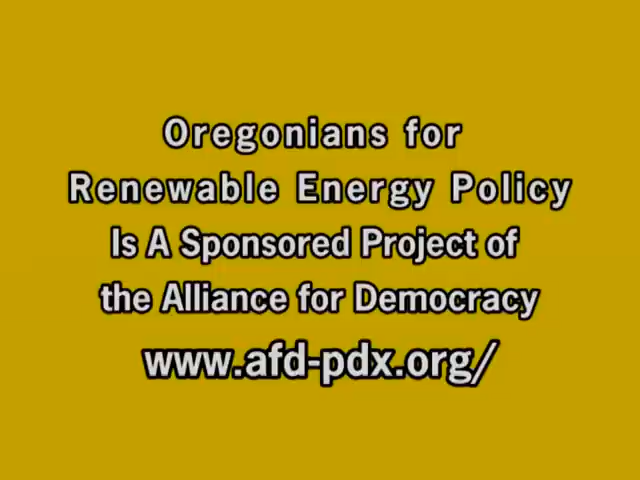 Oregonians for
Renewable Energy Policy
Is A Sponsored Project of
the Alliance for Democracy
www.afd-pdx.org/